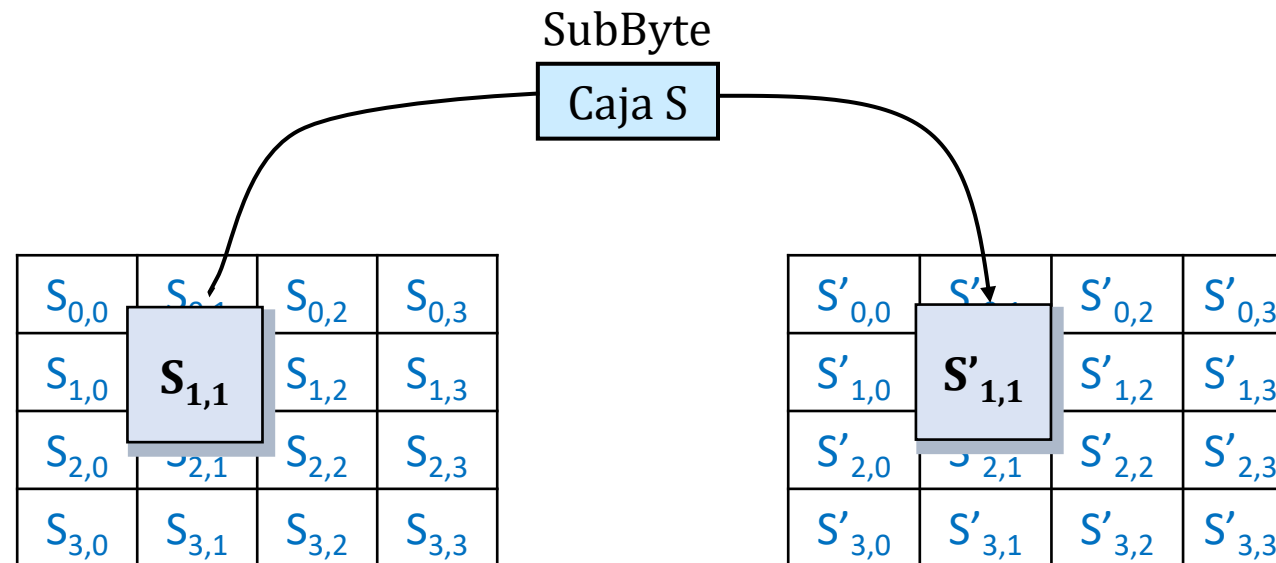 SubByte
Caja S
S0,0 S0,2 S0,3
S1,0 S1,1 S1,2 S1,3
S2,0 S2,1 S2,2 S2,3
S3,0 S3,1 S3,2 S3,3
S’0,0 S’0,2 S’0,3
S’1,0 S’1,1 S’1,2 S’1,3
S’2,0 S’2,1 S’2,2 S’2,3
S’3,0 S’3,1 S’3,2 S’3,3